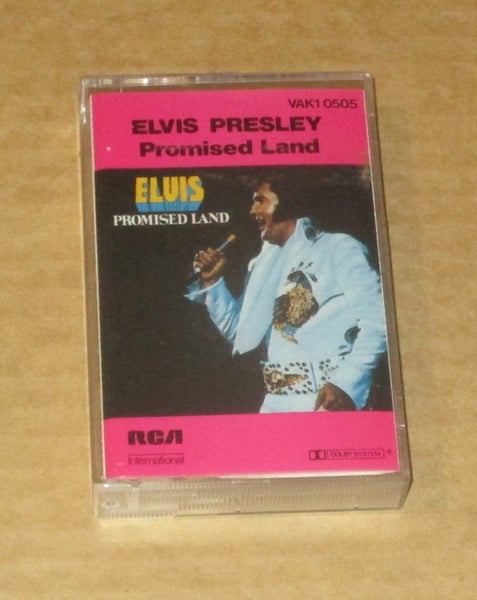 VAK1 0505
ELVIS PRESLEY
Promised Land
ELVIS
PROMISED LAND
RCA
International
DOLBY SYSTEM ®